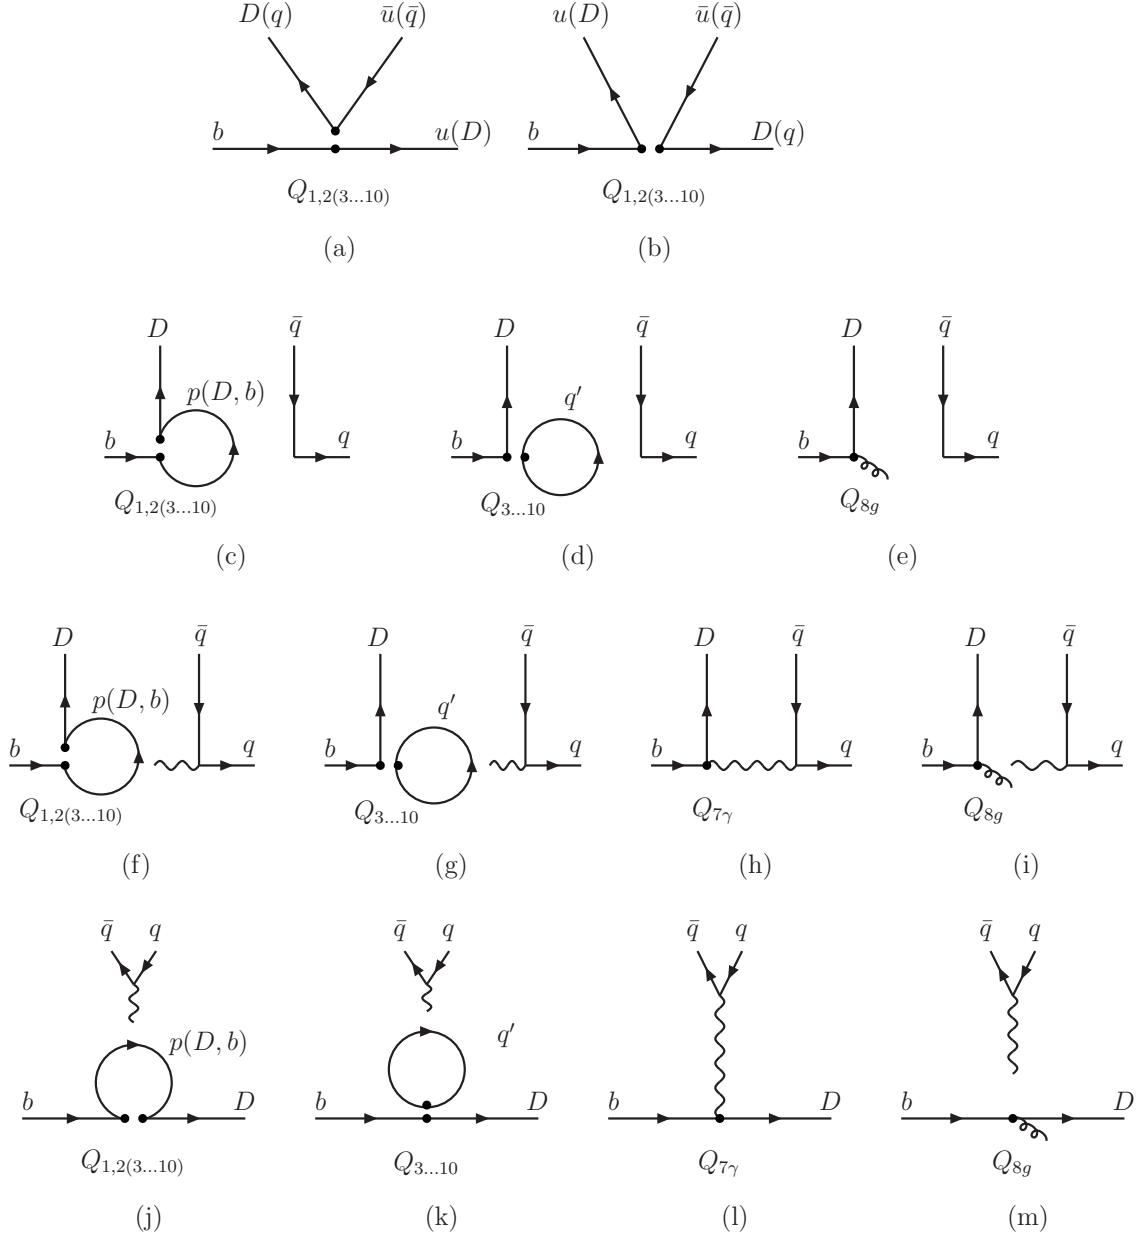 D(q) ū(q̄) u(D) ū(q̄)
b u(D) b D(q)
Q1,2(3...10) Q1,2(3...10)
(a) (b)
D q̄ D q̄ D q̄
p(D, b) q′
b q b q b q
Q1,2(3...10) Q3...10 Q8g
(c) (d) (e)
D q̄ D q̄ D q̄ D q̄
p(D, b) q′
b q b q b q b q
Q1,2(3...10) Q3...10 Q7γ Q8g
(f) (g) (h) (i)
q̄ q q̄ q q̄ q q̄ q
p(D, b) q′
b D b D b D b D
Q1,2(3...10) Q3...10 Q7γ Q8g
(j) (k) (l) (m)